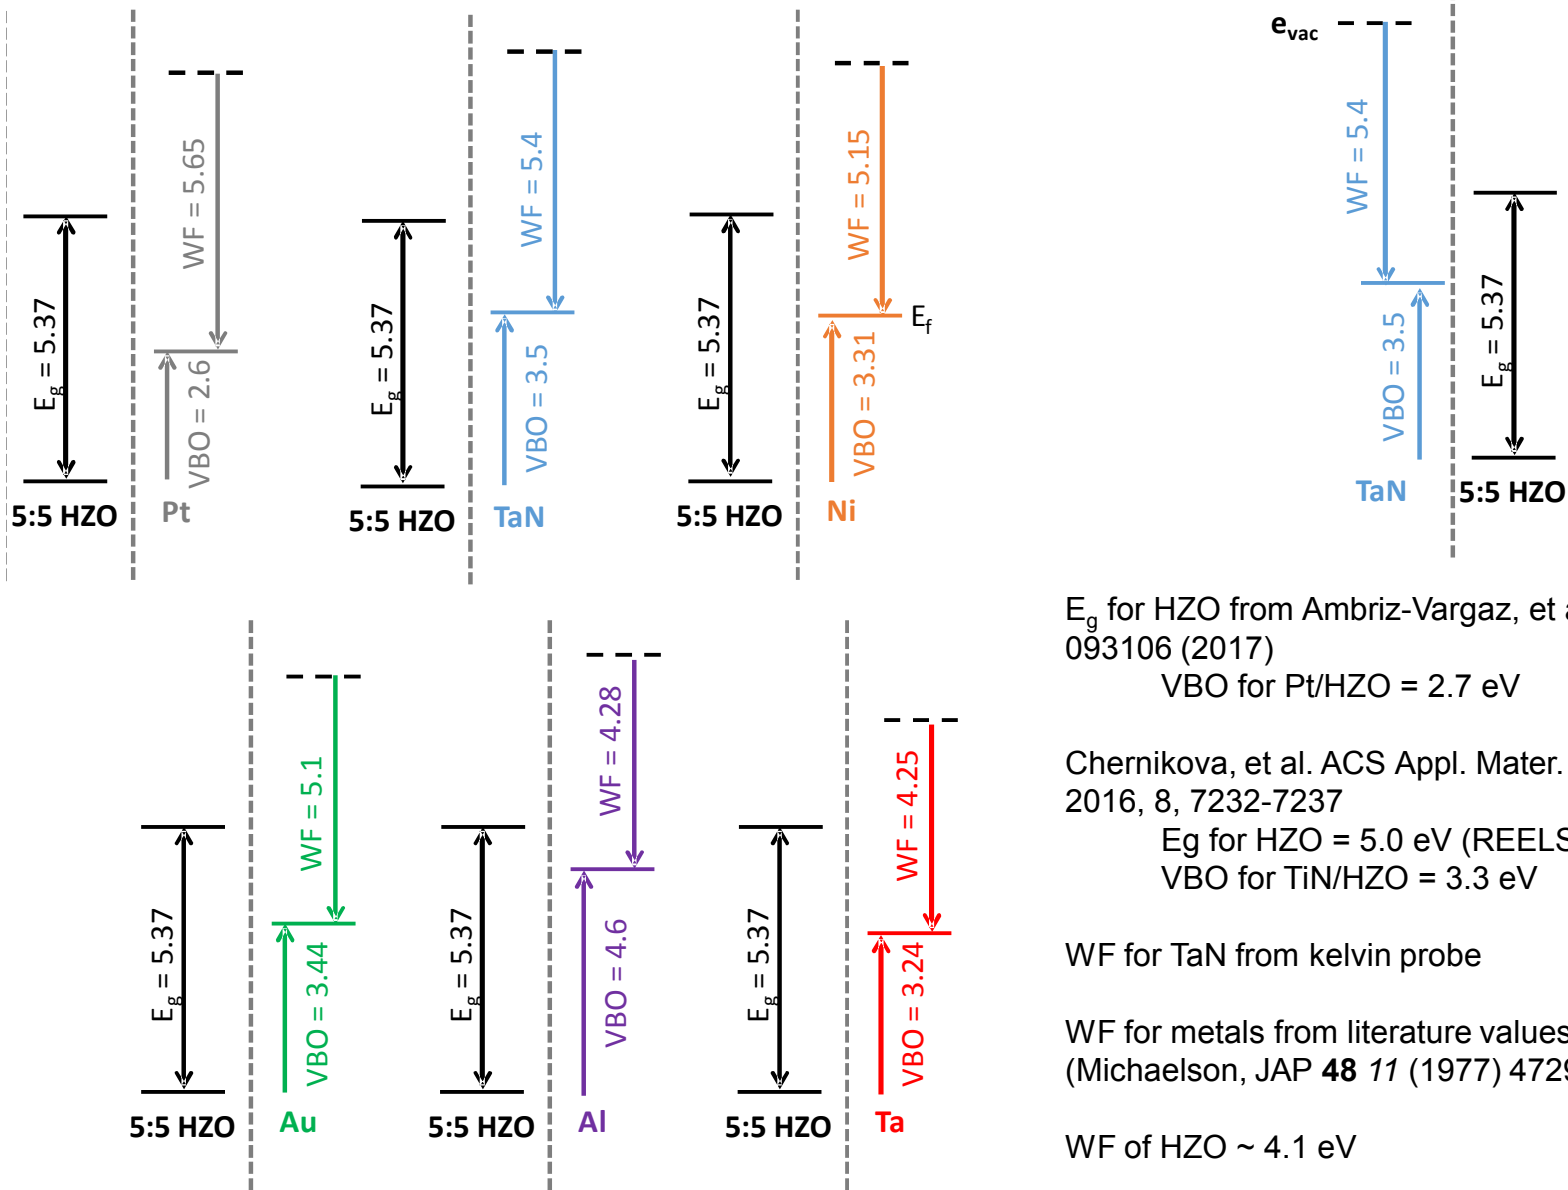 WF = 5.65
E_g = 5.37
VBO = 2.6
5:5 HZO
Pt
WF = 5.4
E_g = 5.37
VBO = 3.5
5:5 HZO
TaN
WF = 5.15
E_f
E_g = 5.37
VBO = 3.31
5:5 HZO
Ni
e_vac
WF = 5.4
VBO = 3.5
E_g = 5.37
TaN
5:5 HZO
WF = 5.1
E_g = 5.37
VBO = 3.44
5:5 HZO
Au
WF = 4.28
E_g = 5.37
VBO = 4.6
5:5 HZO
Al
WF = 4.25
E_g = 5.37
VBO = 3.24
5:5 HZO
Ta
E_g for HZO from Ambriz-Vargaz, et a
093106 (2017)
VBO for Pt/HZO = 2.7 eV
Chernikova, et al. ACS Appl. Mater.
2016, 8, 7232-7237
Eg for HZO = 5.0 eV (REELS
VBO for TiN/HZO = 3.3 eV
WF for TaN from kelvin probe
WF for metals from literature values
(Michaelson, JAP 48 11 (1977) 4729
WF of HZO ~ 4.1 eV